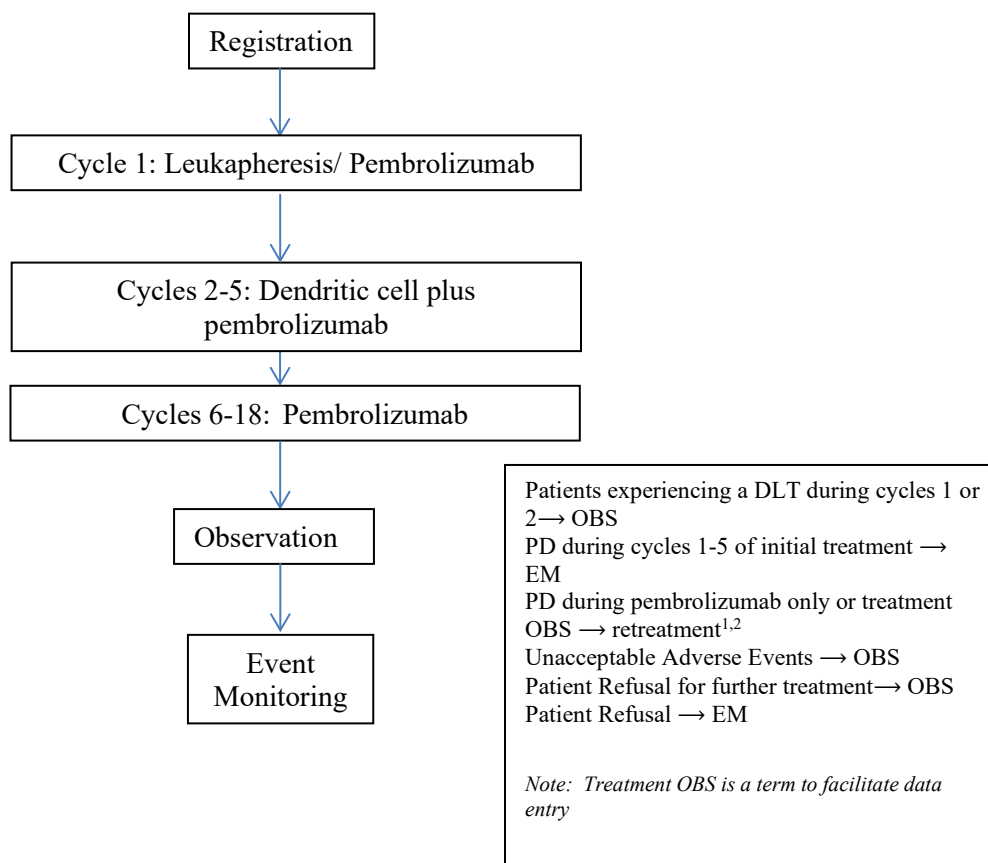 Registration
Cycle 1: Leukapheresis/ Pembrolizumab
Cycles 2-5: Dendritic cell plus
pembrolizumab
Cycles 6-18: Pembrolizumab
Observation
Event
Monitoring
Patients experiencing a DLT during cycles 1 or
2→ OBS
PD during cycles 1-5 of initial treatment →
EM
PD during pembrolizumab only or treatment
OBS → retreatment¹,²
Unacceptable Adverse Events → OBS
Patient Refusal for further treatment→ OBS
Patient Refusal → EM
Note: Treatment OBS is a term to facilitate data
entry